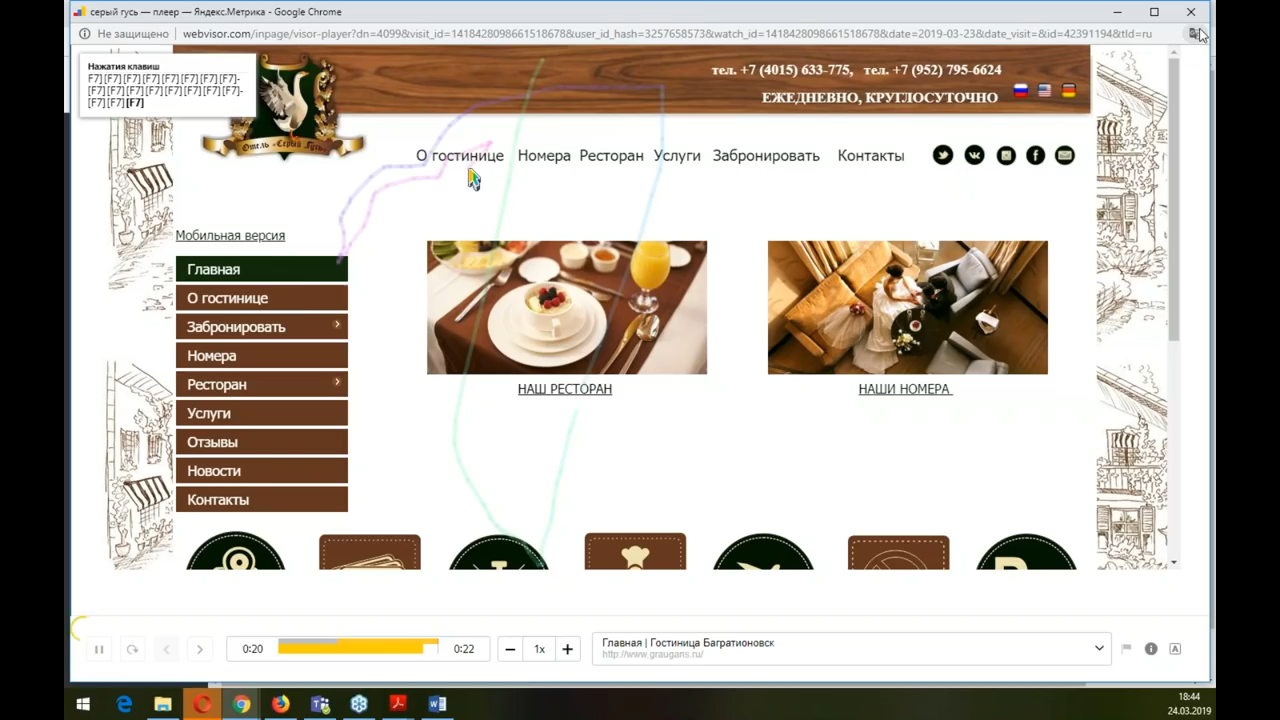 серый гусь — плеер — Яндекс.Метрика - Google Chrome
Не защищено
webvisor.com/inpage/visor-player?dn=4099&visit_id=1418428098661518678&user_id_hash=3257658573&watch_id=1418428098661518678&date=2019-03-23&date_visit=&id=42391194&tld=ru
Нажатия клавиш
F7][F7][F7][F7][F7][F7][F7][F7]-
[F7][F7][F7][F7][F7][F7][F7][F7]-
[F7][F7][F7]
Отель «Серый Гусь»
тел. +7 (4015) 633-775, тел. +7 (952) 795-6624
ЕЖЕДНЕВНО, КРУГЛОСУТОЧНО
О гостинице Номера Ресторан Услуги Забронировать Контакты
Мобильная версия
Главная
О гостинице
Забронировать
Номера
Ресторан
Услуги
Отзывы
Новости
Контакты
НАШ РЕСТОРАН
НАШИ НОМЕРА
0:20
0:22
1x
Главная | Гостиница Багратионовск
http://www.graugans.ru/
18:44
24.03.2019